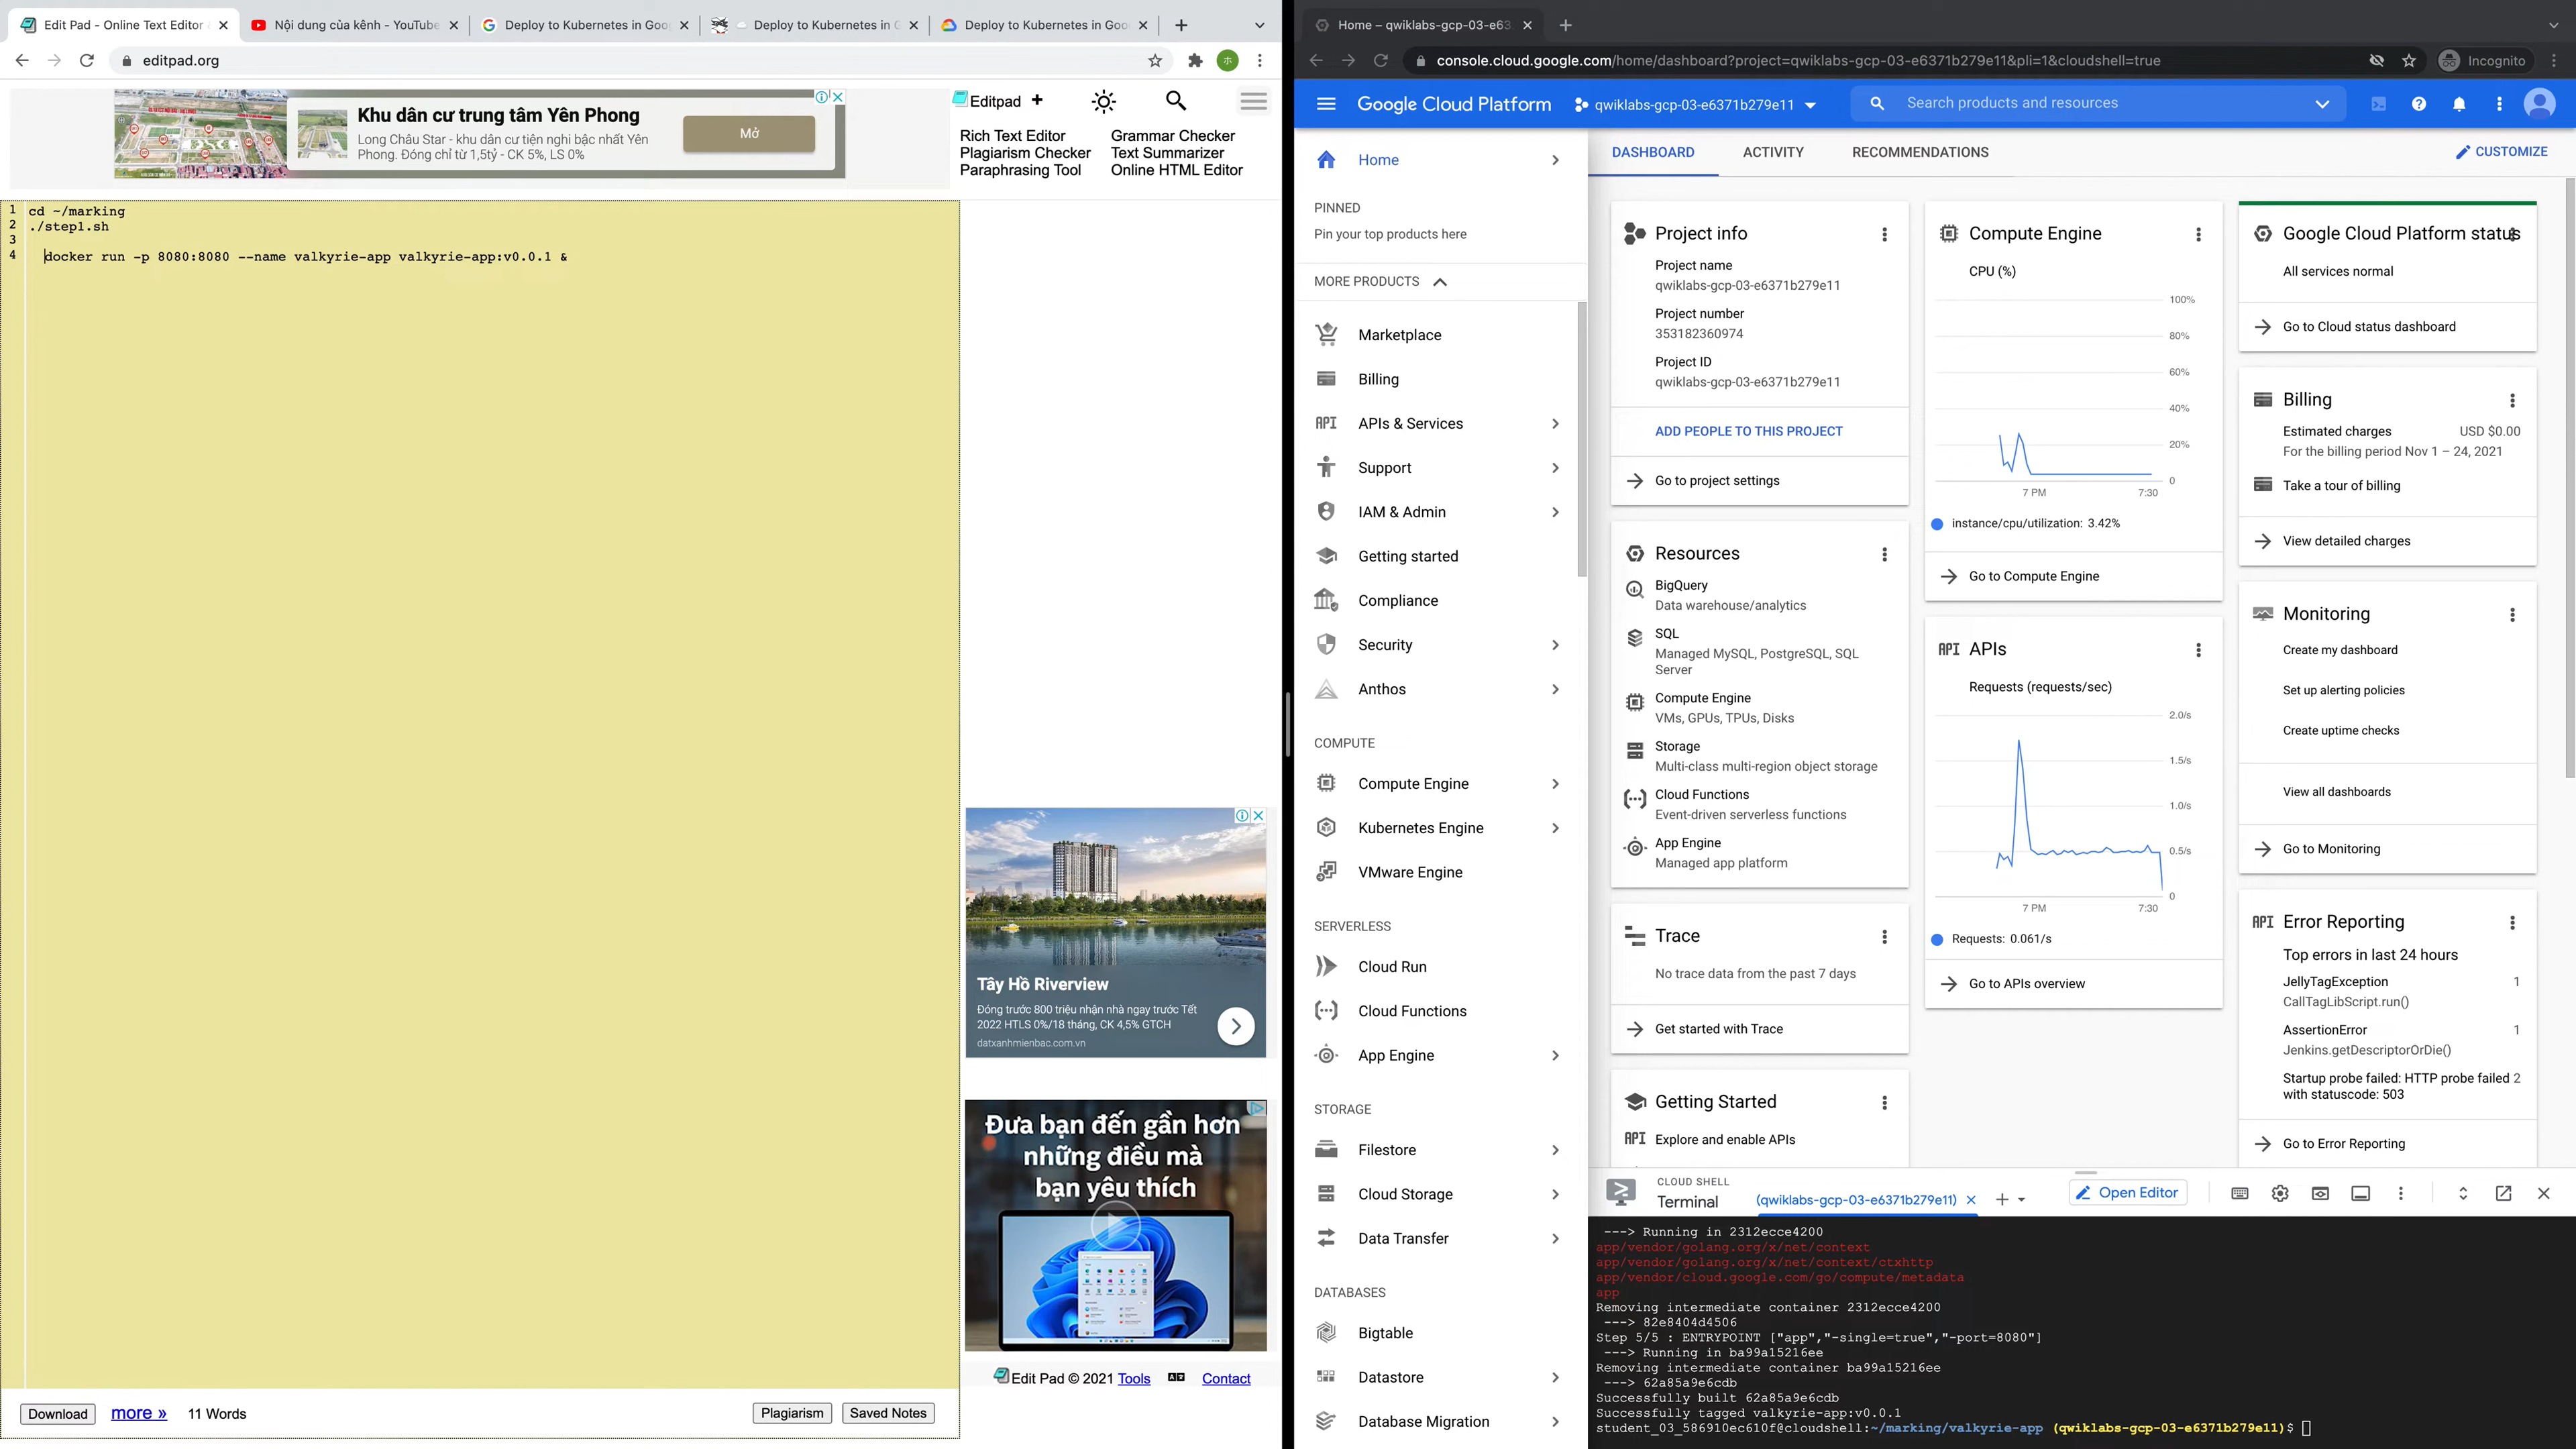 Edit Pad - Online Text Editor
Nội dung của kênh - YouTube
Deploy to Kubernetes in Goo
Deploy to Kubernetes in G
Deploy to Kubernetes in Goo
editpad.org
Khu dân cư trung tâm Yên Phong
Long Châu Star - khu dân cư tiện nghi bậc nhất Yên
Phong. Đóng chỉ từ 1,5tỷ - CK 5%, LS 0%
Mở
Editpad
Rich Text Editor
Plagiarism Checker
Paraphrasing Tool
Grammar Checker
Text Summarizer
Online HTML Editor
1 cd ~/marking
2 ./step1.sh
3
4 docker run -p 8080:8080 --name valkyrie-app valkyrie-app:v0.0.1 &
Tây Hồ Riverview
Đóng trước 800 triệu nhận nhà ngay trước Tết
2022 HTLS 0%/18 tháng, CK 4,5% GTCH
datxanhmienbac.com.vn
Đưa bạn đến gần hơn
những điều mà
bạn yêu thích
Edit Pad © 2021 Tools Contact
Download more » 11 Words Plagiarism Saved Notes
Home – qwiklabs-gcp-03-e63
console.cloud.google.com/home/dashboard?project=qwiklabs-gcp-03-e6371b279e11&pli=1&cloudshell=true
Incognito
Google Cloud Platform
qwiklabs-gcp-03-e6371b279e11
Search products and resources
Home
PINNED
Pin your top products here
MORE PRODUCTS
Marketplace
Billing
API APIs & Services
Support
IAM & Admin
Getting started
Compliance
Security
Anthos
COMPUTE
Compute Engine
Kubernetes Engine
VMware Engine
SERVERLESS
Cloud Run
Cloud Functions
App Engine
STORAGE
Filestore
Cloud Storage
Data Transfer
DATABASES
Bigtable
Datastore
Database Migration
DASHBOARD
ACTIVITY
RECOMMENDATIONS
CUSTOMIZE
Project info
Project name
qwiklabs-gcp-03-e6371b279e11
Project number
353182360974
Project ID
qwiklabs-gcp-03-e6371b279e11
ADD PEOPLE TO THIS PROJECT
Go to project settings
Resources
BigQuery
Data warehouse/analytics
SQL
Managed MySQL, PostgreSQL, SQL
Server
Compute Engine
VMs, GPUs, TPUs, Disks
Storage
Multi-class multi-region object storage
Cloud Functions
Event-driven serverless functions
App Engine
Managed app platform
Trace
No trace data from the past 7 days
Get started with Trace
Getting Started
API Explore and enable APIs
Compute Engine
CPU (%)
100%
80%
60%
40%
20%
0
7 PM 7:30
instance/cpu/utilization: 3.42%
Go to Compute Engine
API APIs
Requests (requests/sec)
2.0/s
1.5/s
1.0/s
0.5/s
0
7 PM 7:30
Requests: 0.061/s
Go to APIs overview
Google Cloud Platform status
All services normal
Go to Cloud status dashboard
Billing
Estimated charges USD $0.00
For the billing period Nov 1 – 24, 2021
Take a tour of billing
View detailed charges
Monitoring
Create my dashboard
Set up alerting policies
Create uptime checks
View all dashboards
Go to Monitoring
API Error Reporting
Top errors in last 24 hours
JellyTagException 1
CallTagLibScript.run()
AssertionError 1
Jenkins.getDescriptorOrDie()
Startup probe failed: HTTP probe failed 2
with statuscode: 503
Go to Error Reporting
CLOUD SHELL
Terminal
(qwiklabs-gcp-03-e6371b279e11)
Open Editor
---> Running in 2312ecce4200
app/vendor/golang.org/x/net/context
app/vendor/golang.org/x/net/context/ctxhttp
app/vendor/cloud.google.com/go/compute/metadata
app
Removing intermediate container 2312ecce4200
---> 82e8404d4506
Step 5/5 : ENTRYPOINT ["app","-single=true","-port=8080"]
---> Running in ba99a15216ee
Removing intermediate container ba99a15216ee
---> 62a85a9e6cdb
Successfully built 62a85a9e6cdb
Successfully tagged valkyrie-app:v0.0.1
student_03_586910ec610f@cloudshell:~/marking/valkyrie-app (qwiklabs-gcp-03-e6371b279e11)$